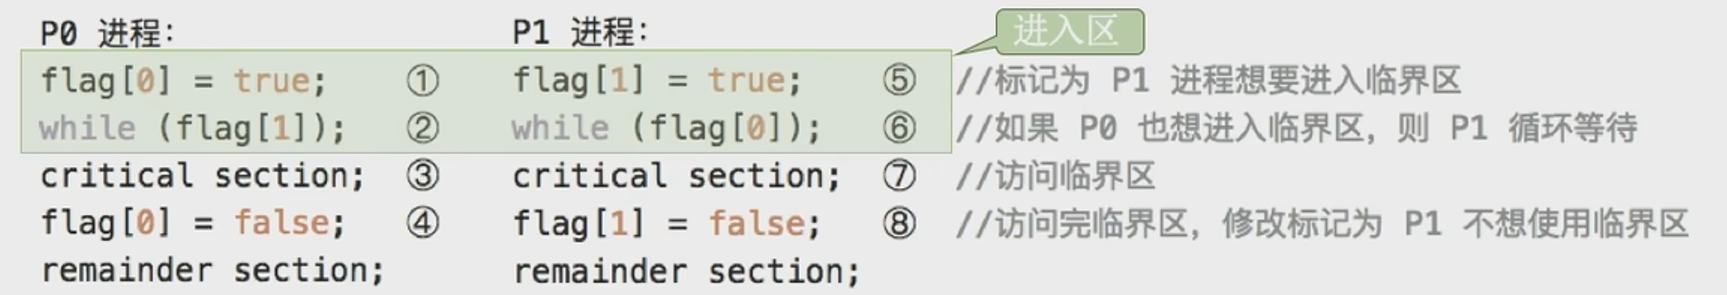 P0 进程： P1 进程： 进入区
flag[0] = true; ① flag[1] = true; ⑤ //标记为 P1 进程想要进入临界区
while (flag[1]); ② while (flag[0]); ⑥ //如果 P0 也想进入临界区，则 P1 循环等待
critical section; ③ critical section; ⑦ //访问临界区
flag[0] = false; ④ flag[1] = false; ⑧ //访问完临界区，修改标记为 P1 不想使用临界区
remainder section; remainder section;